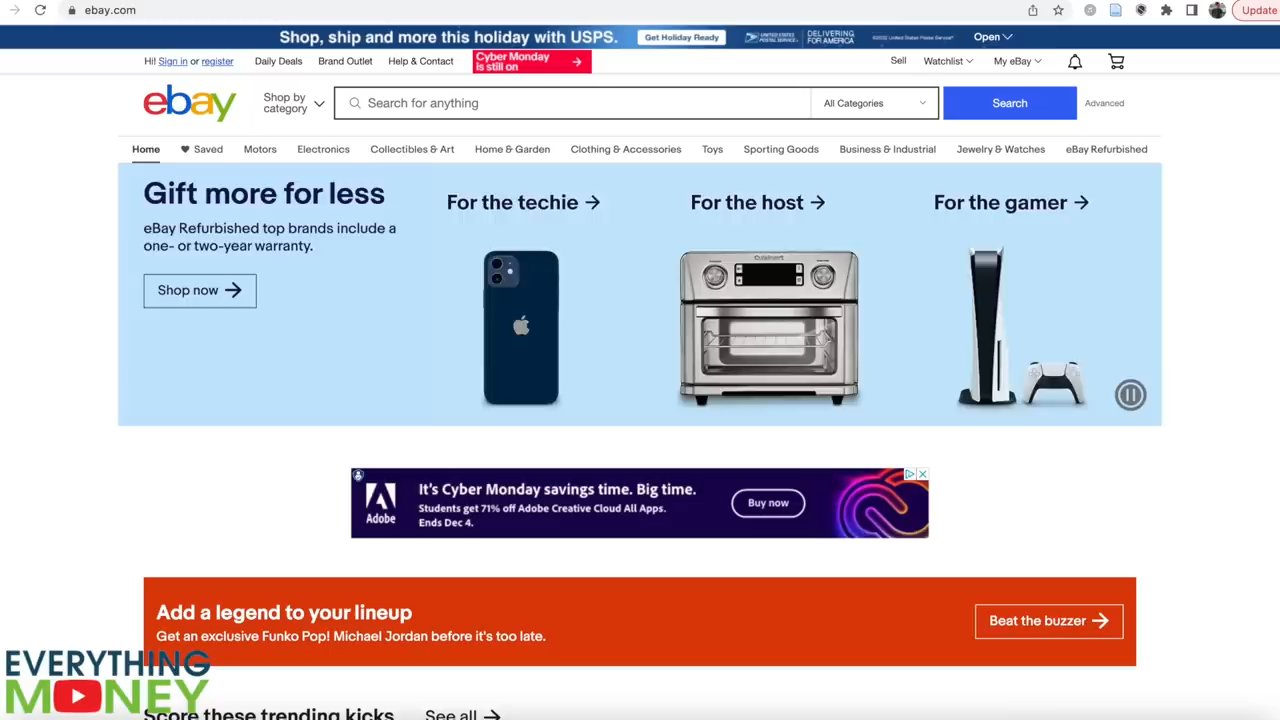 ebay.com
Update
Shop, ship and more this holiday with USPS. Get Holiday Ready UNITED STATES POSTAL SERVICE DELIVERING FOR AMERICA Open
Hi! Sign in or register Daily Deals Brand Outlet Help & Contact Cyber Monday is still on → Sell Watchlist My eBay
ebay Shop by category Search for anything All Categories Search Advanced
Home Saved Motors Electronics Collectibles & Art Home & Garden Clothing & Accessories Toys Sporting Goods Business & Industrial Jewelry & Watches eBay Refurbished
Gift more for less
eBay Refurbished top brands include a
one- or two-year warranty.
Shop now →
For the techie → For the host → For the gamer →
Cuisinart
It's Cyber Monday savings time. Big time.
Students get 71% off Adobe Creative Cloud All Apps.
Ends Dec 4.
Adobe
Buy now
Add a legend to your lineup
Get an exclusive Funko Pop! Michael Jordan before it's too late.
Beat the buzzer →
EVERYTHING
MONEY
Score these trending kicks See all →